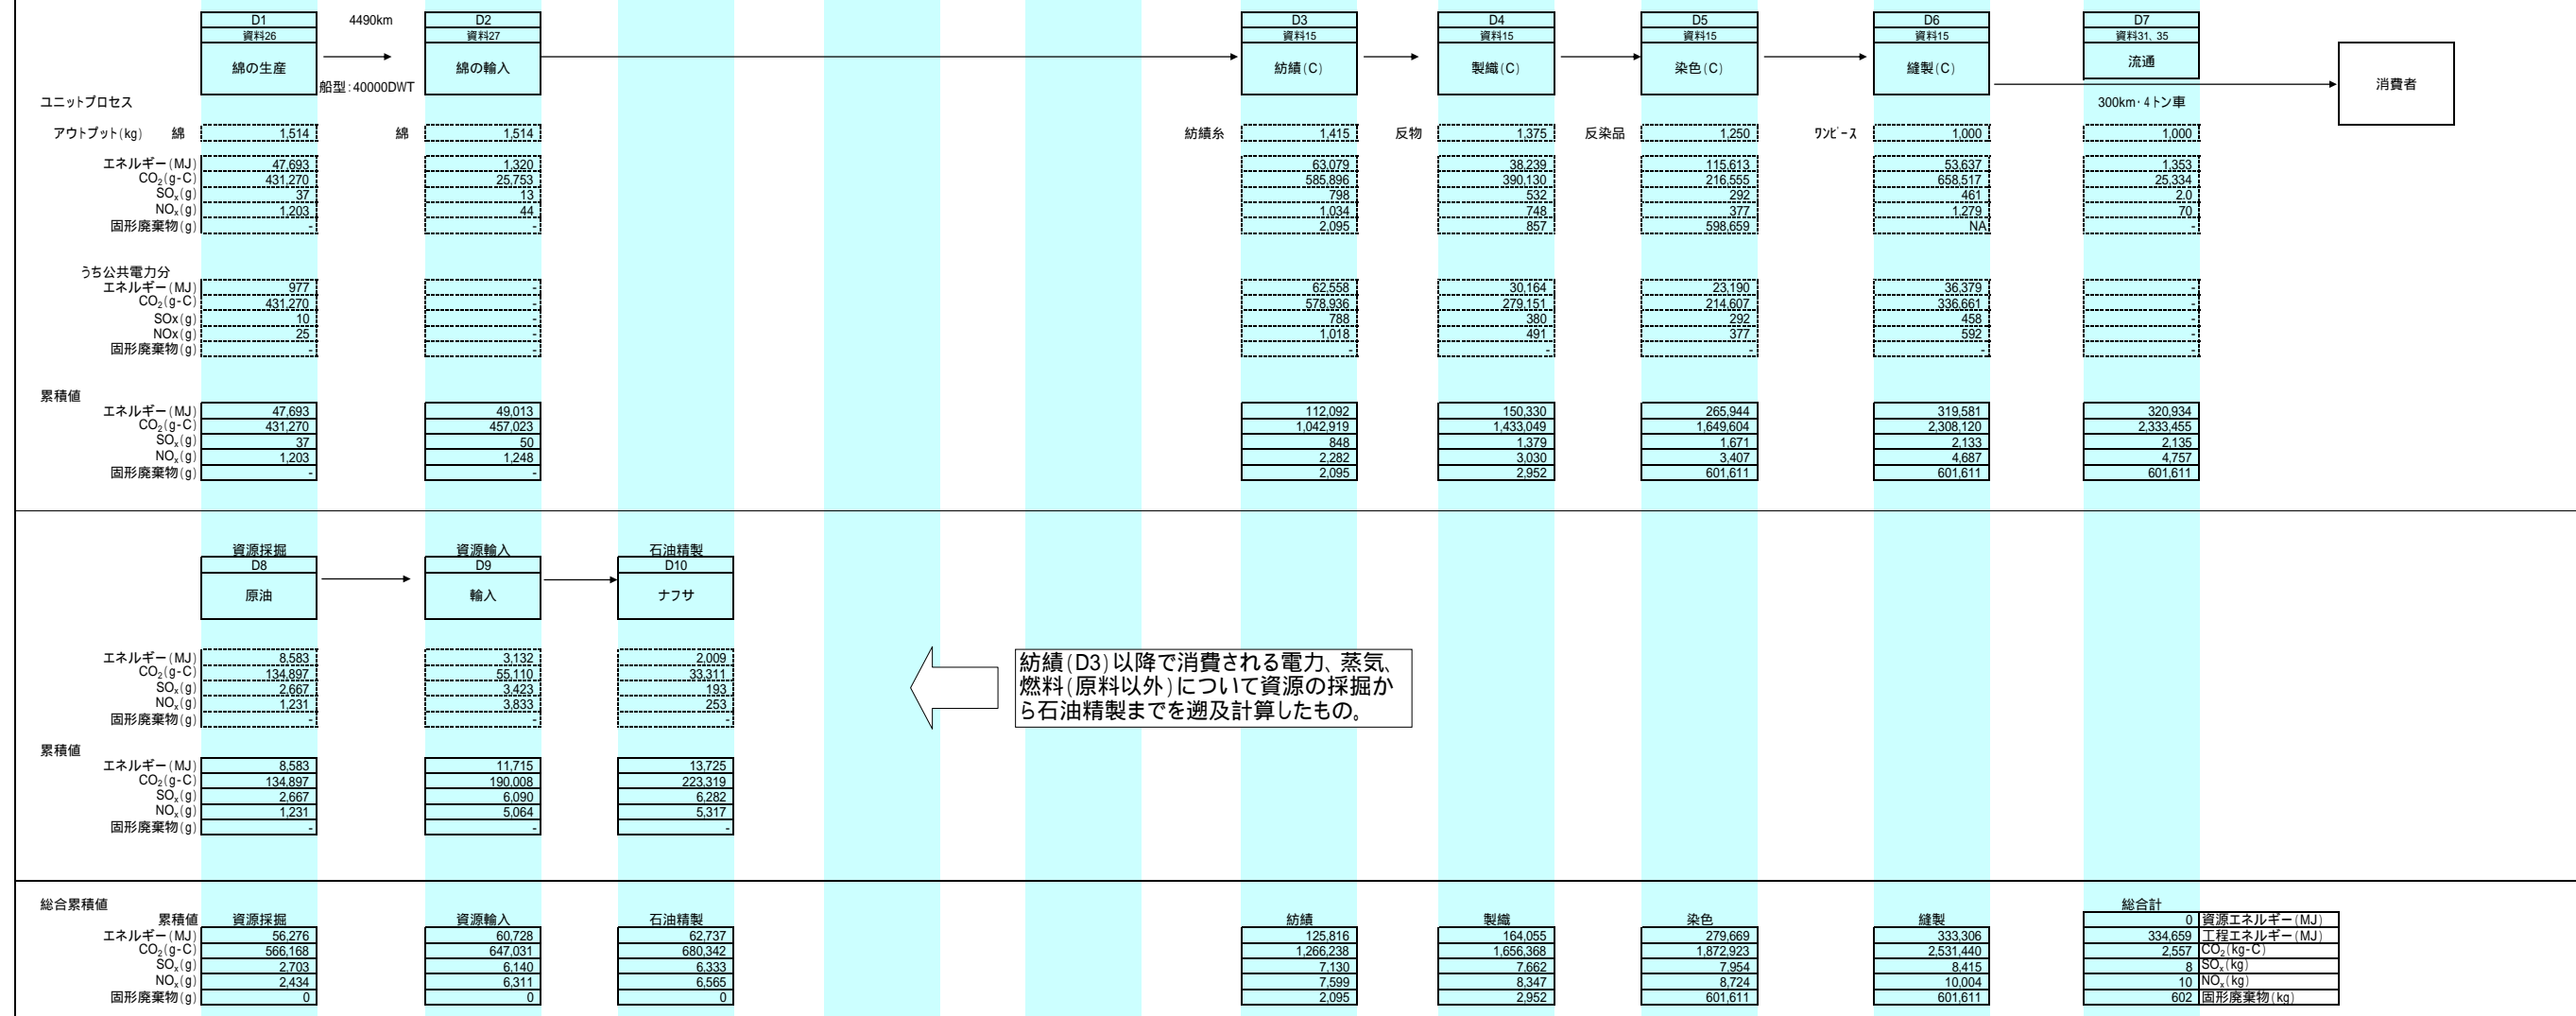 D1 4490km D2 D3 D4 D5 D6 D7
資料26 資料27 資料15 資料15 資料15 資料15 資料31、35
綿の生産 綿の輸入 紡績(C) 製織(C) 染色(C) 縫製(C) 流通 消費者
船型:40000DWT
ユニットプロセス 300km・4トン車
アウトプット(kg) 綿 1,514 綿 1,514 紡績糸 1,415 反物 1,375 反染品 1,250 ワンピース 1,000 1,000
エネルギー(MJ) 47,693 1,320 63,079 38,239 115,613 53,637 1,353
CO₂(g-C) 431,270 25,753 585,896 390,130 216,555 658,517 25,334
SOₓ(g) 37 13 798 532 292 461 2.0
NOₓ(g) 1,203 44 1,034 748 377 1,279 70
固形廃棄物(g) - - 2,095 857 598,659 NA -
うち公共電力分
エネルギー(MJ) 977 - 62,558 30,164 23,190 36,379 -
CO₂(g-C) 431,270 - 578,936 279,151 214,607 336,661 -
SOx(g) 10 - 788 380 292 458 -
NOx(g) 25 - 1,018 491 377 592 -
固形廃棄物(g) - - - - - - -
累積値
エネルギー(MJ) 47,693 49,013 112,092 150,330 265,944 319,581 320,934
CO₂(g-C) 431,270 457,023 1,042,919 1,433,049 1,649,604 2,308,120 2,333,455
SOₓ(g) 37 50 848 1,379 1,671 2,133 2,135
NOₓ(g) 1,203 1,248 2,282 3,030 3,407 4,687 4,757
固形廃棄物(g) - - 2,095 2,952 601,611 601,611 601,611
資源採掘 資源輸入 石油精製
D8 D9 D10
原油 輸入 ナフサ
エネルギー(MJ) 8,583 3,132 2,009
CO₂(g-C) 134,897 55,110 33,311
SOₓ(g) 2,667 3,423 193
NOₓ(g) 1,231 3,833 253
固形廃棄物(g) - - -
紡績(D3)以降で消費される電力、蒸気、
燃料(原料以外)について資源の採掘か
ら石油精製までを遡及計算したもの。
累積値
エネルギー(MJ) 8,583 11,715 13,725
CO₂(g-C) 134,897 190,008 223,319
SOₓ(g) 2,667 6,090 6,282
NOₓ(g) 1,231 5,064 5,317
固形廃棄物(g) - - -
総合累積値 総合計
累積値 資源採掘 資源輸入 石油精製 紡績 製織 染色 縫製 0 資源エネルギー(MJ)
エネルギー(MJ) 56,276 60,728 62,737 125,816 164,055 279,669 333,306 334,659 工程エネルギー(MJ)
CO₂(g-C) 566,168 647,031 680,342 1,266,238 1,656,368 1,872,923 2,531,440 2,557 CO₂(kg-C)
SOₓ(g) 2,703 6,140 6,333 7,130 7,662 7,954 8,415 8 SOₓ(kg)
NOₓ(g) 2,434 6,311 6,565 7,599 8,347 8,724 10,004 10 NOₓ(kg)
固形廃棄物(g) 0 0 0 2,095 2,952 601,611 601,611 602 固形廃棄物(kg)